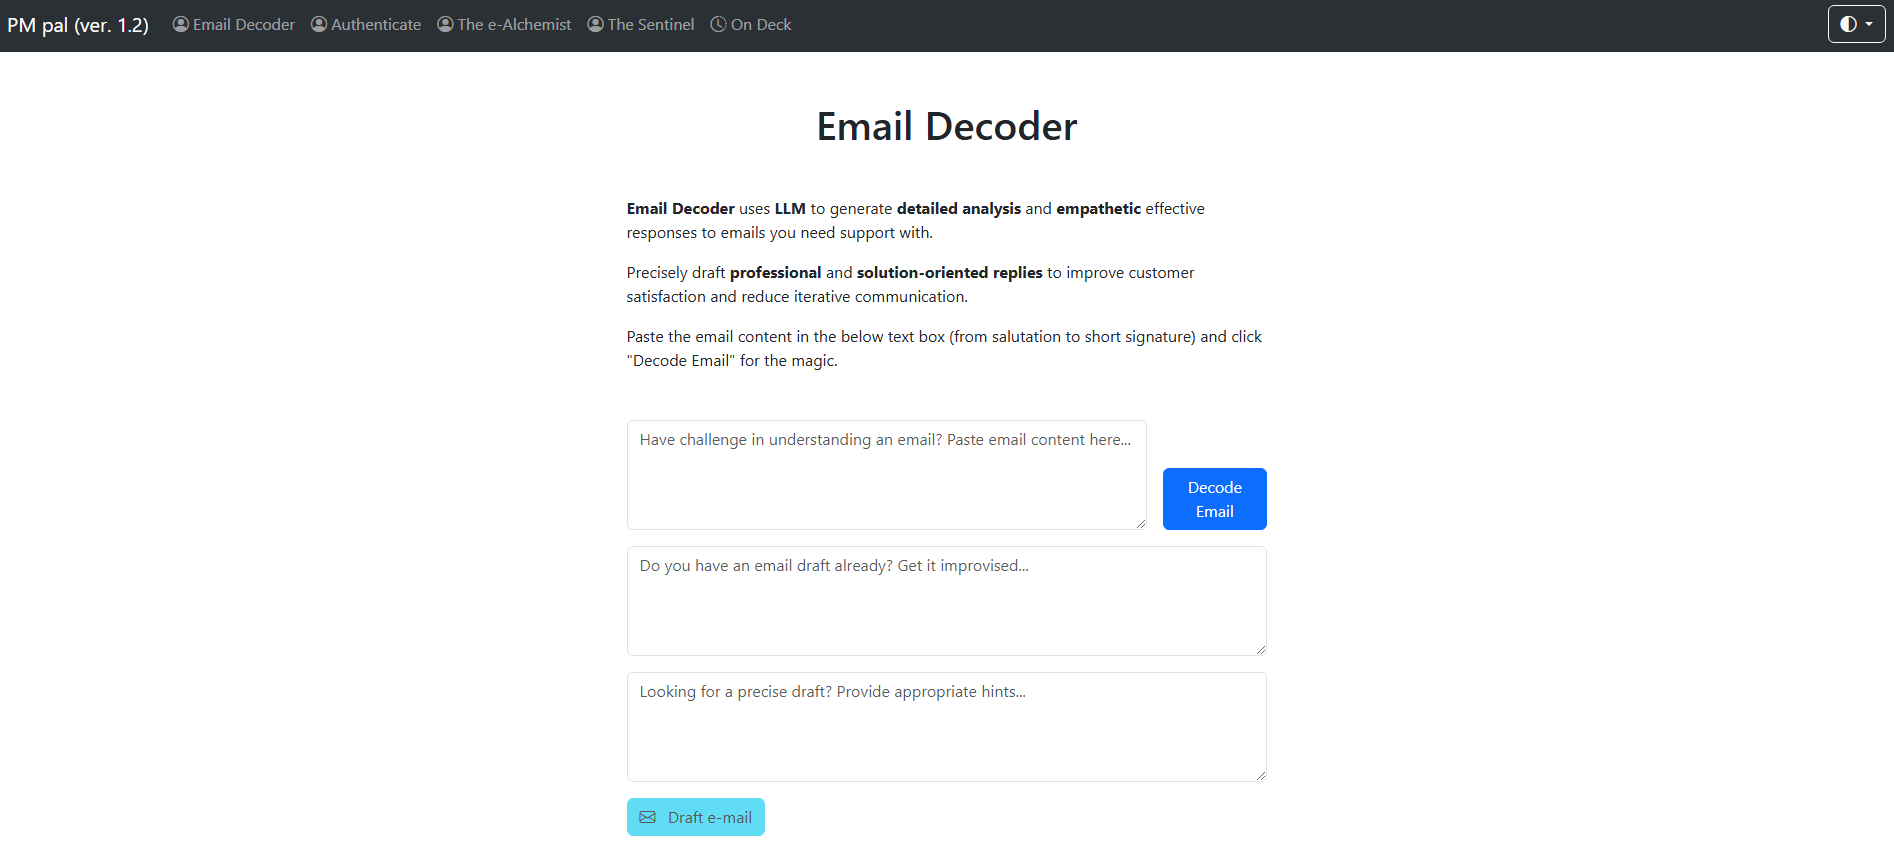 PM pal (ver. 1.2) Email Decoder Authenticate The e-Alchemist The Sentinel On Deck
Email Decoder
Email Decoder uses LLM to generate detailed analysis and empathetic effective
responses to emails you need support with.
Precisely draft professional and solution-oriented replies to improve customer
satisfaction and reduce iterative communication.
Paste the email content in the below text box (from salutation to short signature) and click
"Decode Email" for the magic.
Have challenge in understanding an email? Paste email content here...
Decode
Email
Do you have an email draft already? Get it improvised...
Looking for a precise draft? Provide appropriate hints...
Draft e-mail